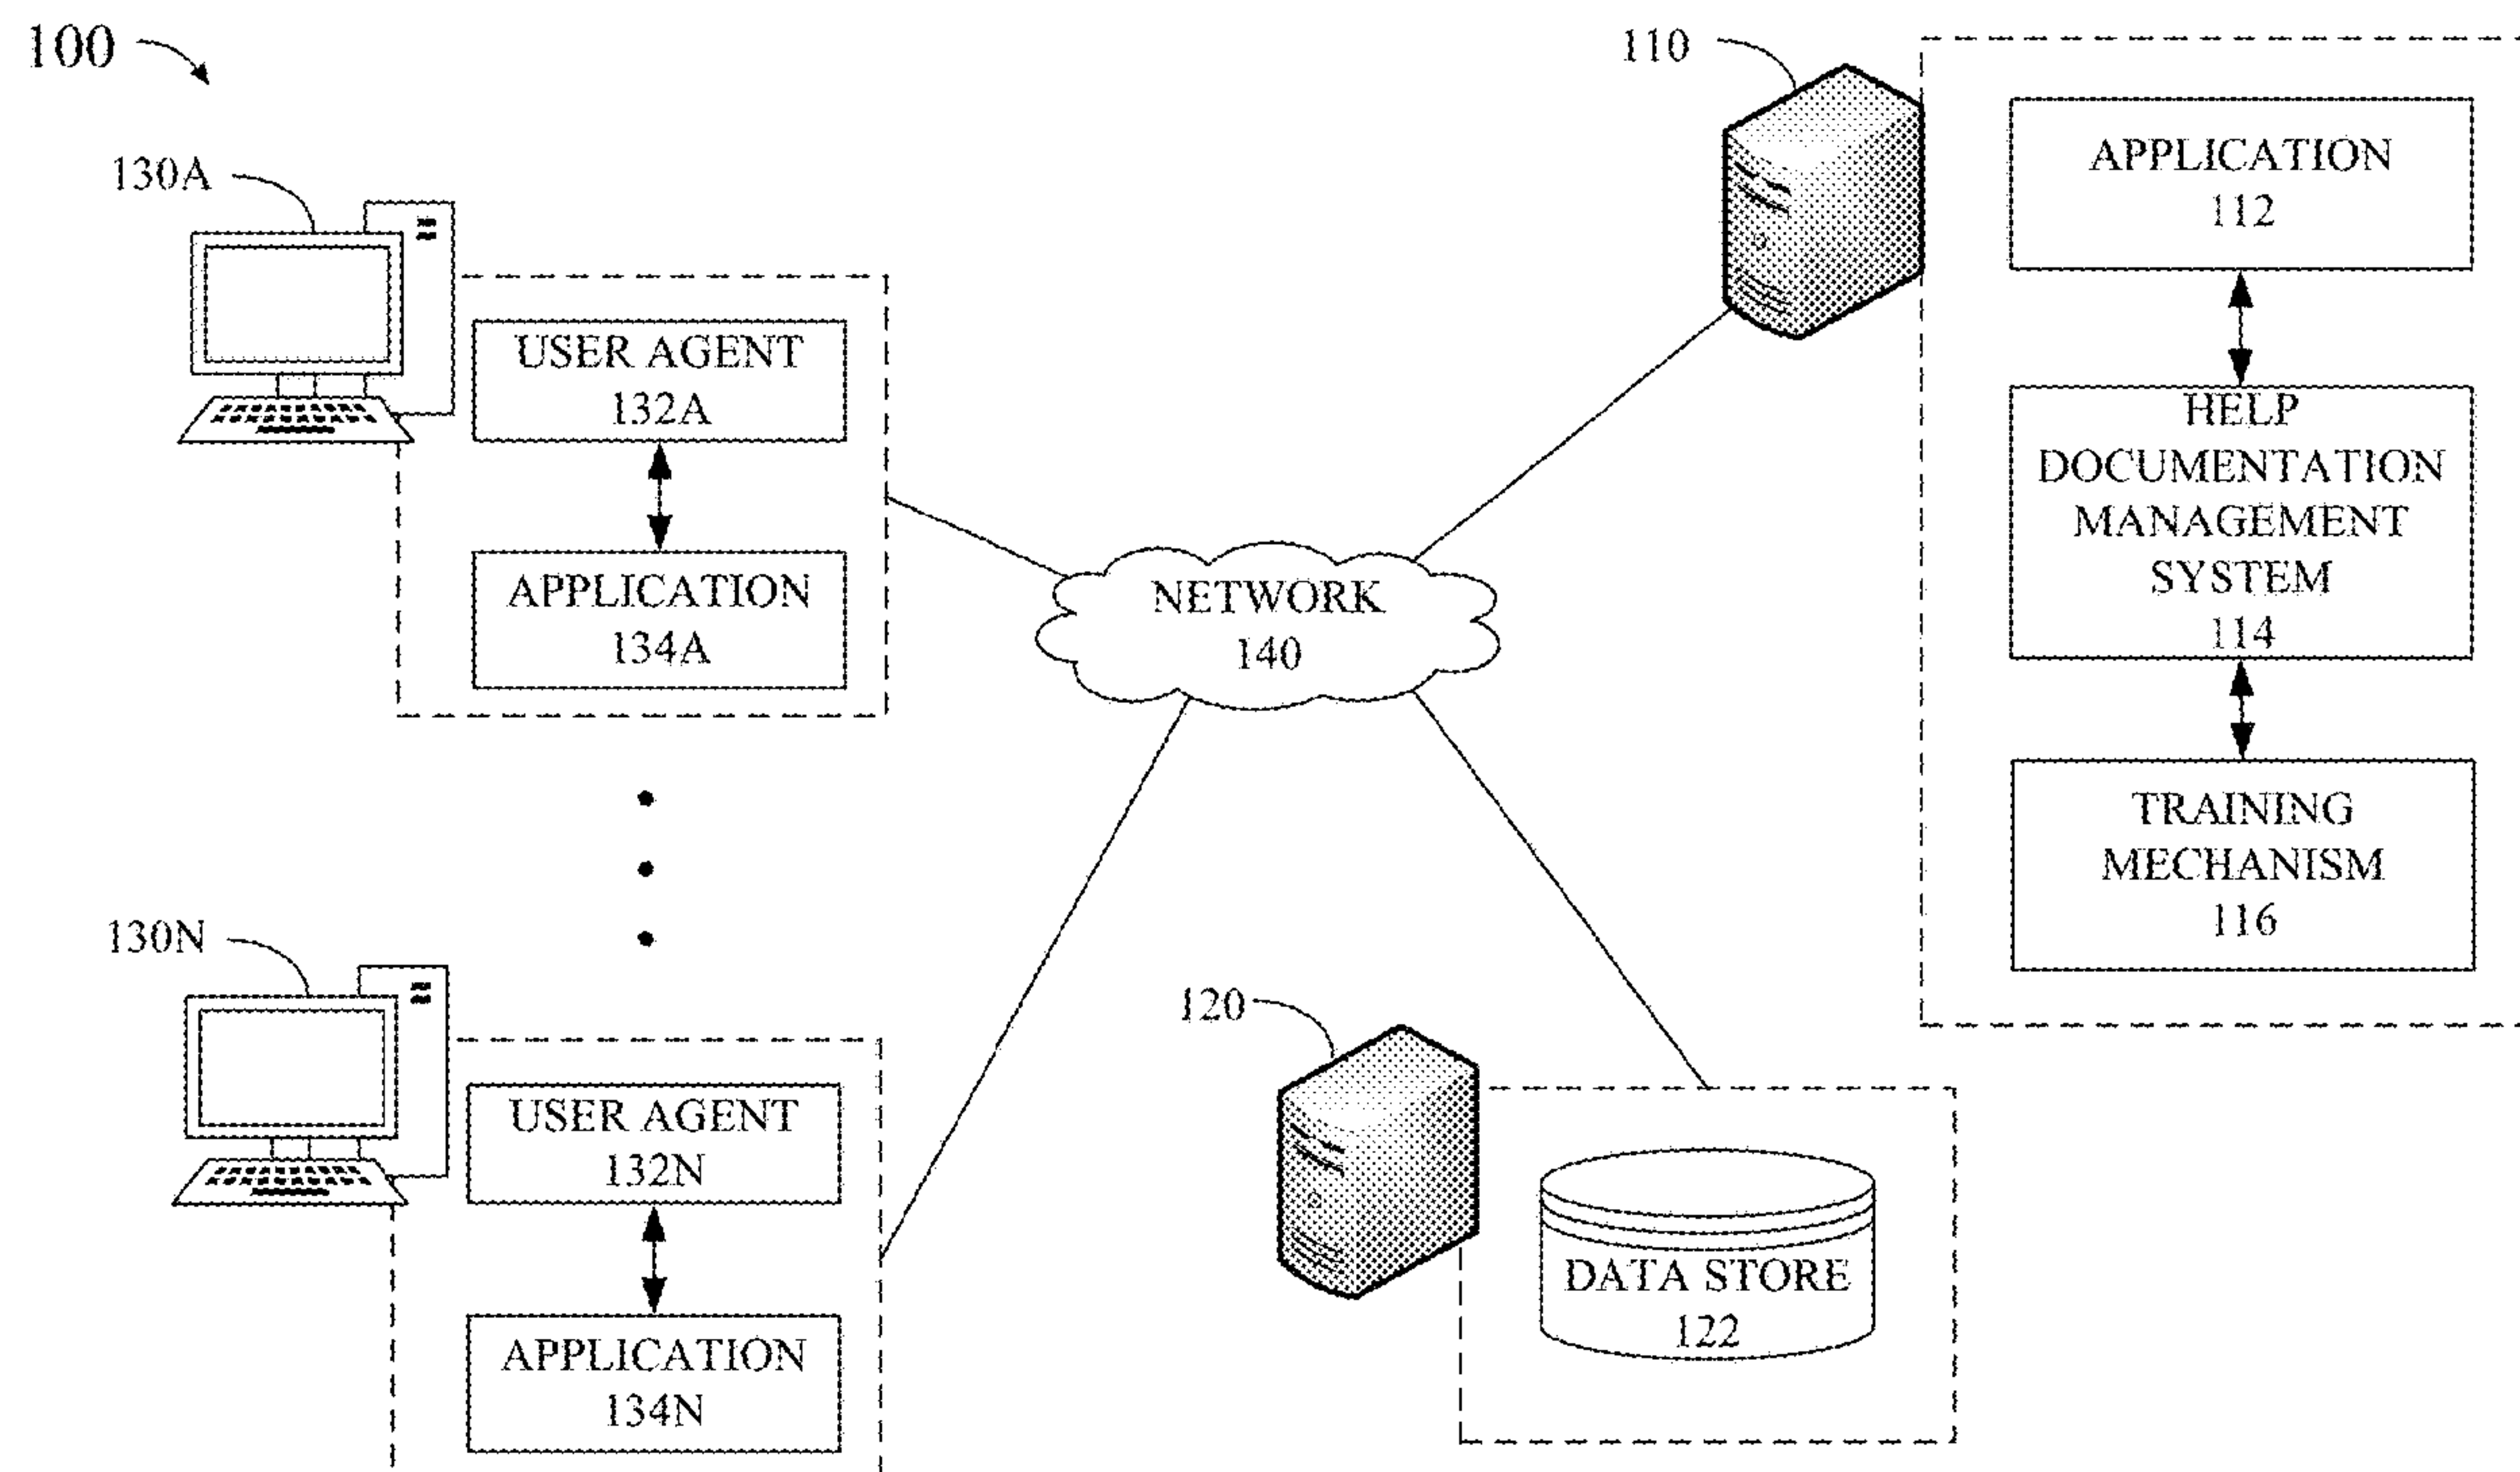 100
110
APPLICATION
112
130A
USER AGENT
132A
APPLICATION
134A
HELP
DOCUMENTATION
MANAGEMENT
SYSTEM
114
NETWORK
140
TRAINING
MECHANISM
116
130N
USER AGENT
132N
APPLICATION
134N
120
DATA STORE
122